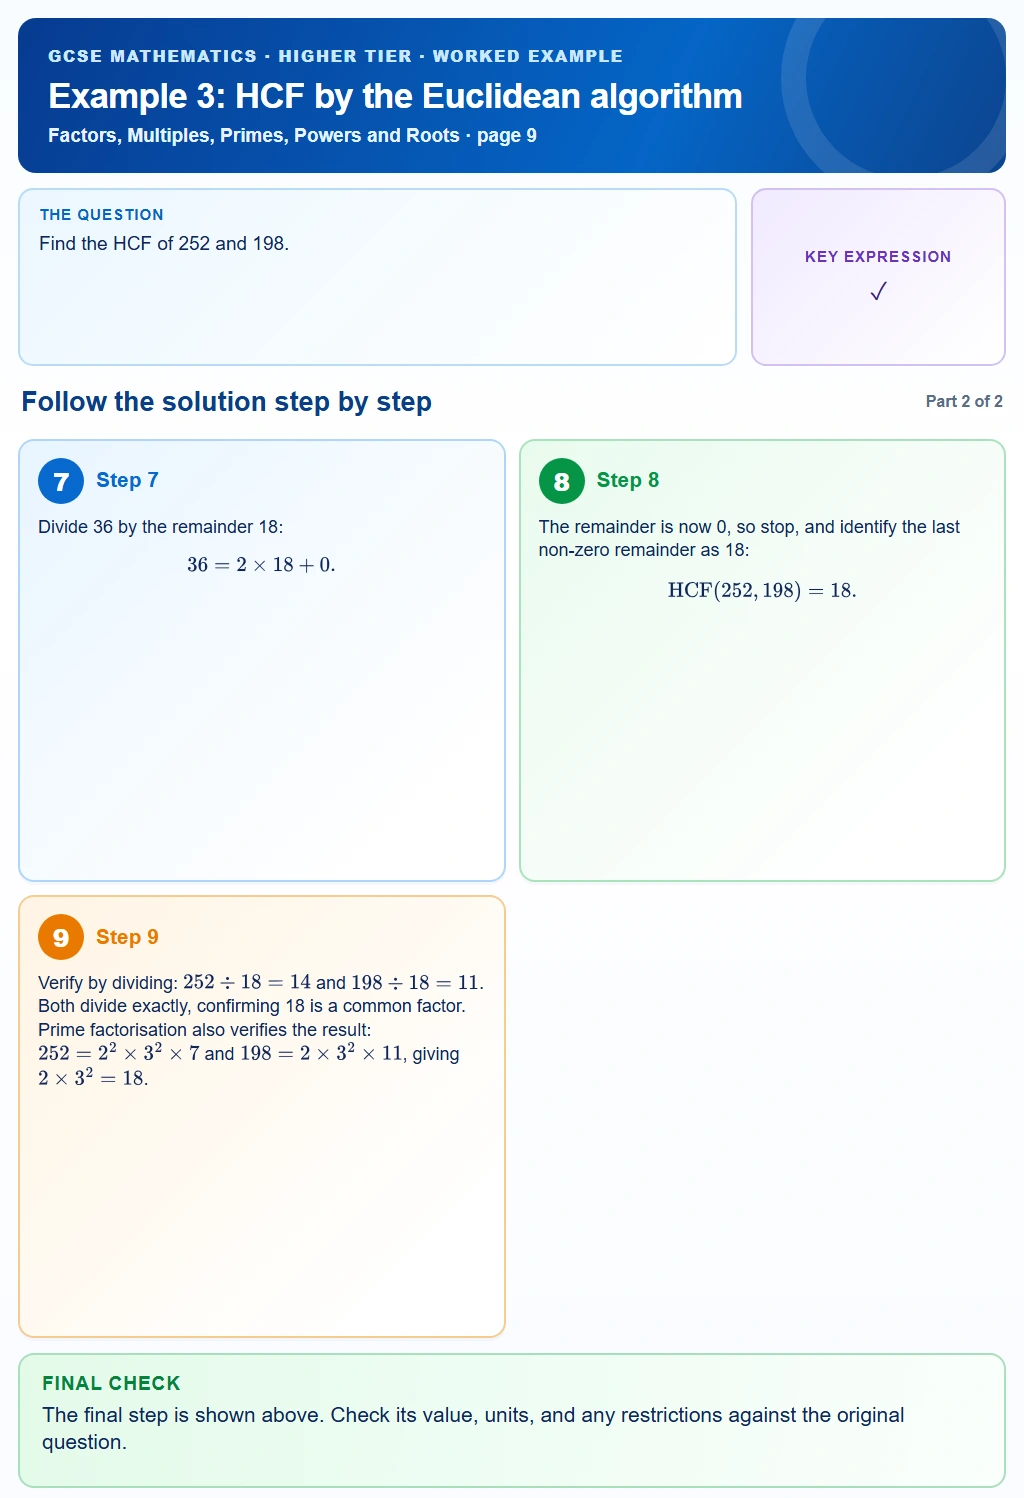 GCSE MATHEMATICS · HIGHER TIER · WORKED EXAMPLE
Example 3: HCF by the Euclidean algorithm
Factors, Multiples, Primes, Powers and Roots · page 9
THE QUESTION
Find the HCF of 252 and 198.
KEY EXPRESSION
✓
Follow the solution step by step
Part 2 of 2
7 Step 7
Divide 36 by the remainder 18:
36 = 2 × 18 + 0.
8 Step 8
The remainder is now 0, so stop, and identify the last
non-zero remainder as 18:
HCF(252, 198) = 18.
9 Step 9
Verify by dividing: 252 ÷ 18 = 14 and 198 ÷ 18 = 11.
Both divide exactly, confirming 18 is a common factor.
Prime factorisation also verifies the result:
252 = 2² × 3² × 7 and 198 = 2 × 3² × 11, giving
2 × 3² = 18.
FINAL CHECK
The final step is shown above. Check its value, units, and any restrictions against the original
question.